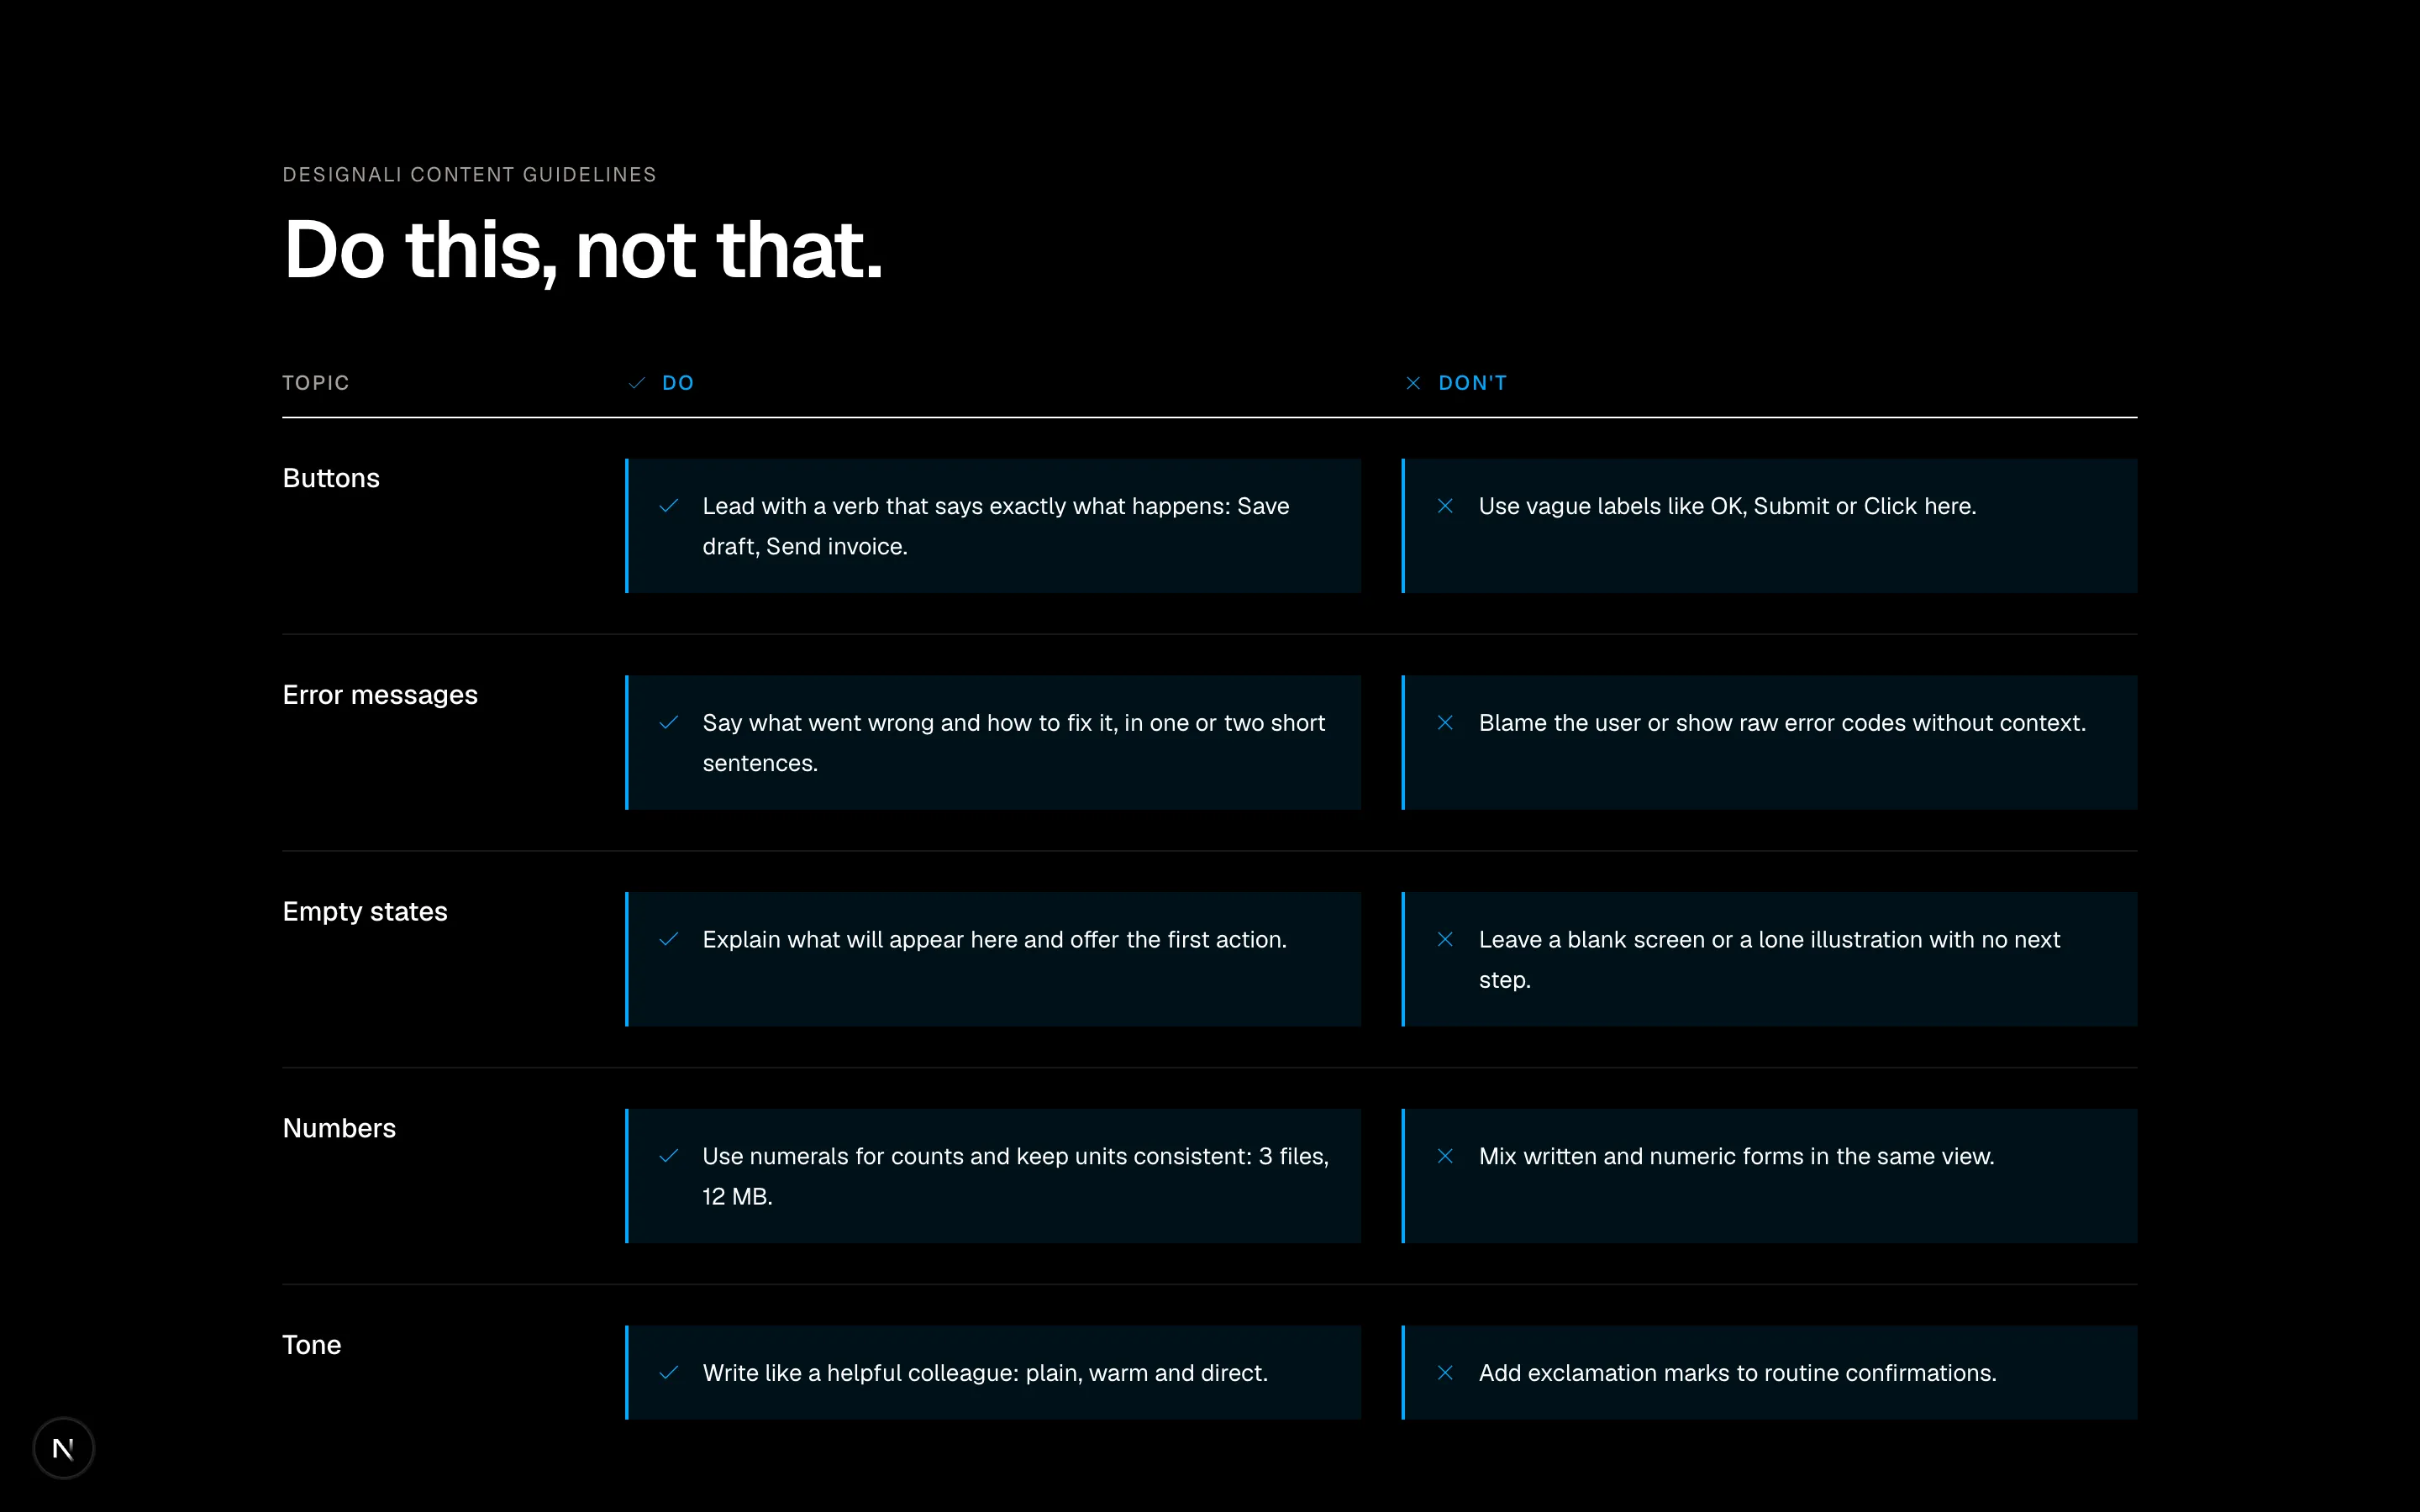 DESIGNALI CONTENT GUIDELINES
Do this, not that.
TOPIC
DO
DON'T
Buttons
Lead with a verb that says exactly what happens: Save
draft, Send invoice.
Use vague labels like OK, Submit or Click here.
Error messages
Say what went wrong and how to fix it, in one or two short
sentences.
Blame the user or show raw error codes without context.
Empty states
Explain what will appear here and offer the first action.
Leave a blank screen or a lone illustration with no next
step.
Numbers
Use numerals for counts and keep units consistent: 3 files,
12 MB.
Mix written and numeric forms in the same view.
Tone
Write like a helpful colleague: plain, warm and direct.
Add exclamation marks to routine confirmations.
N